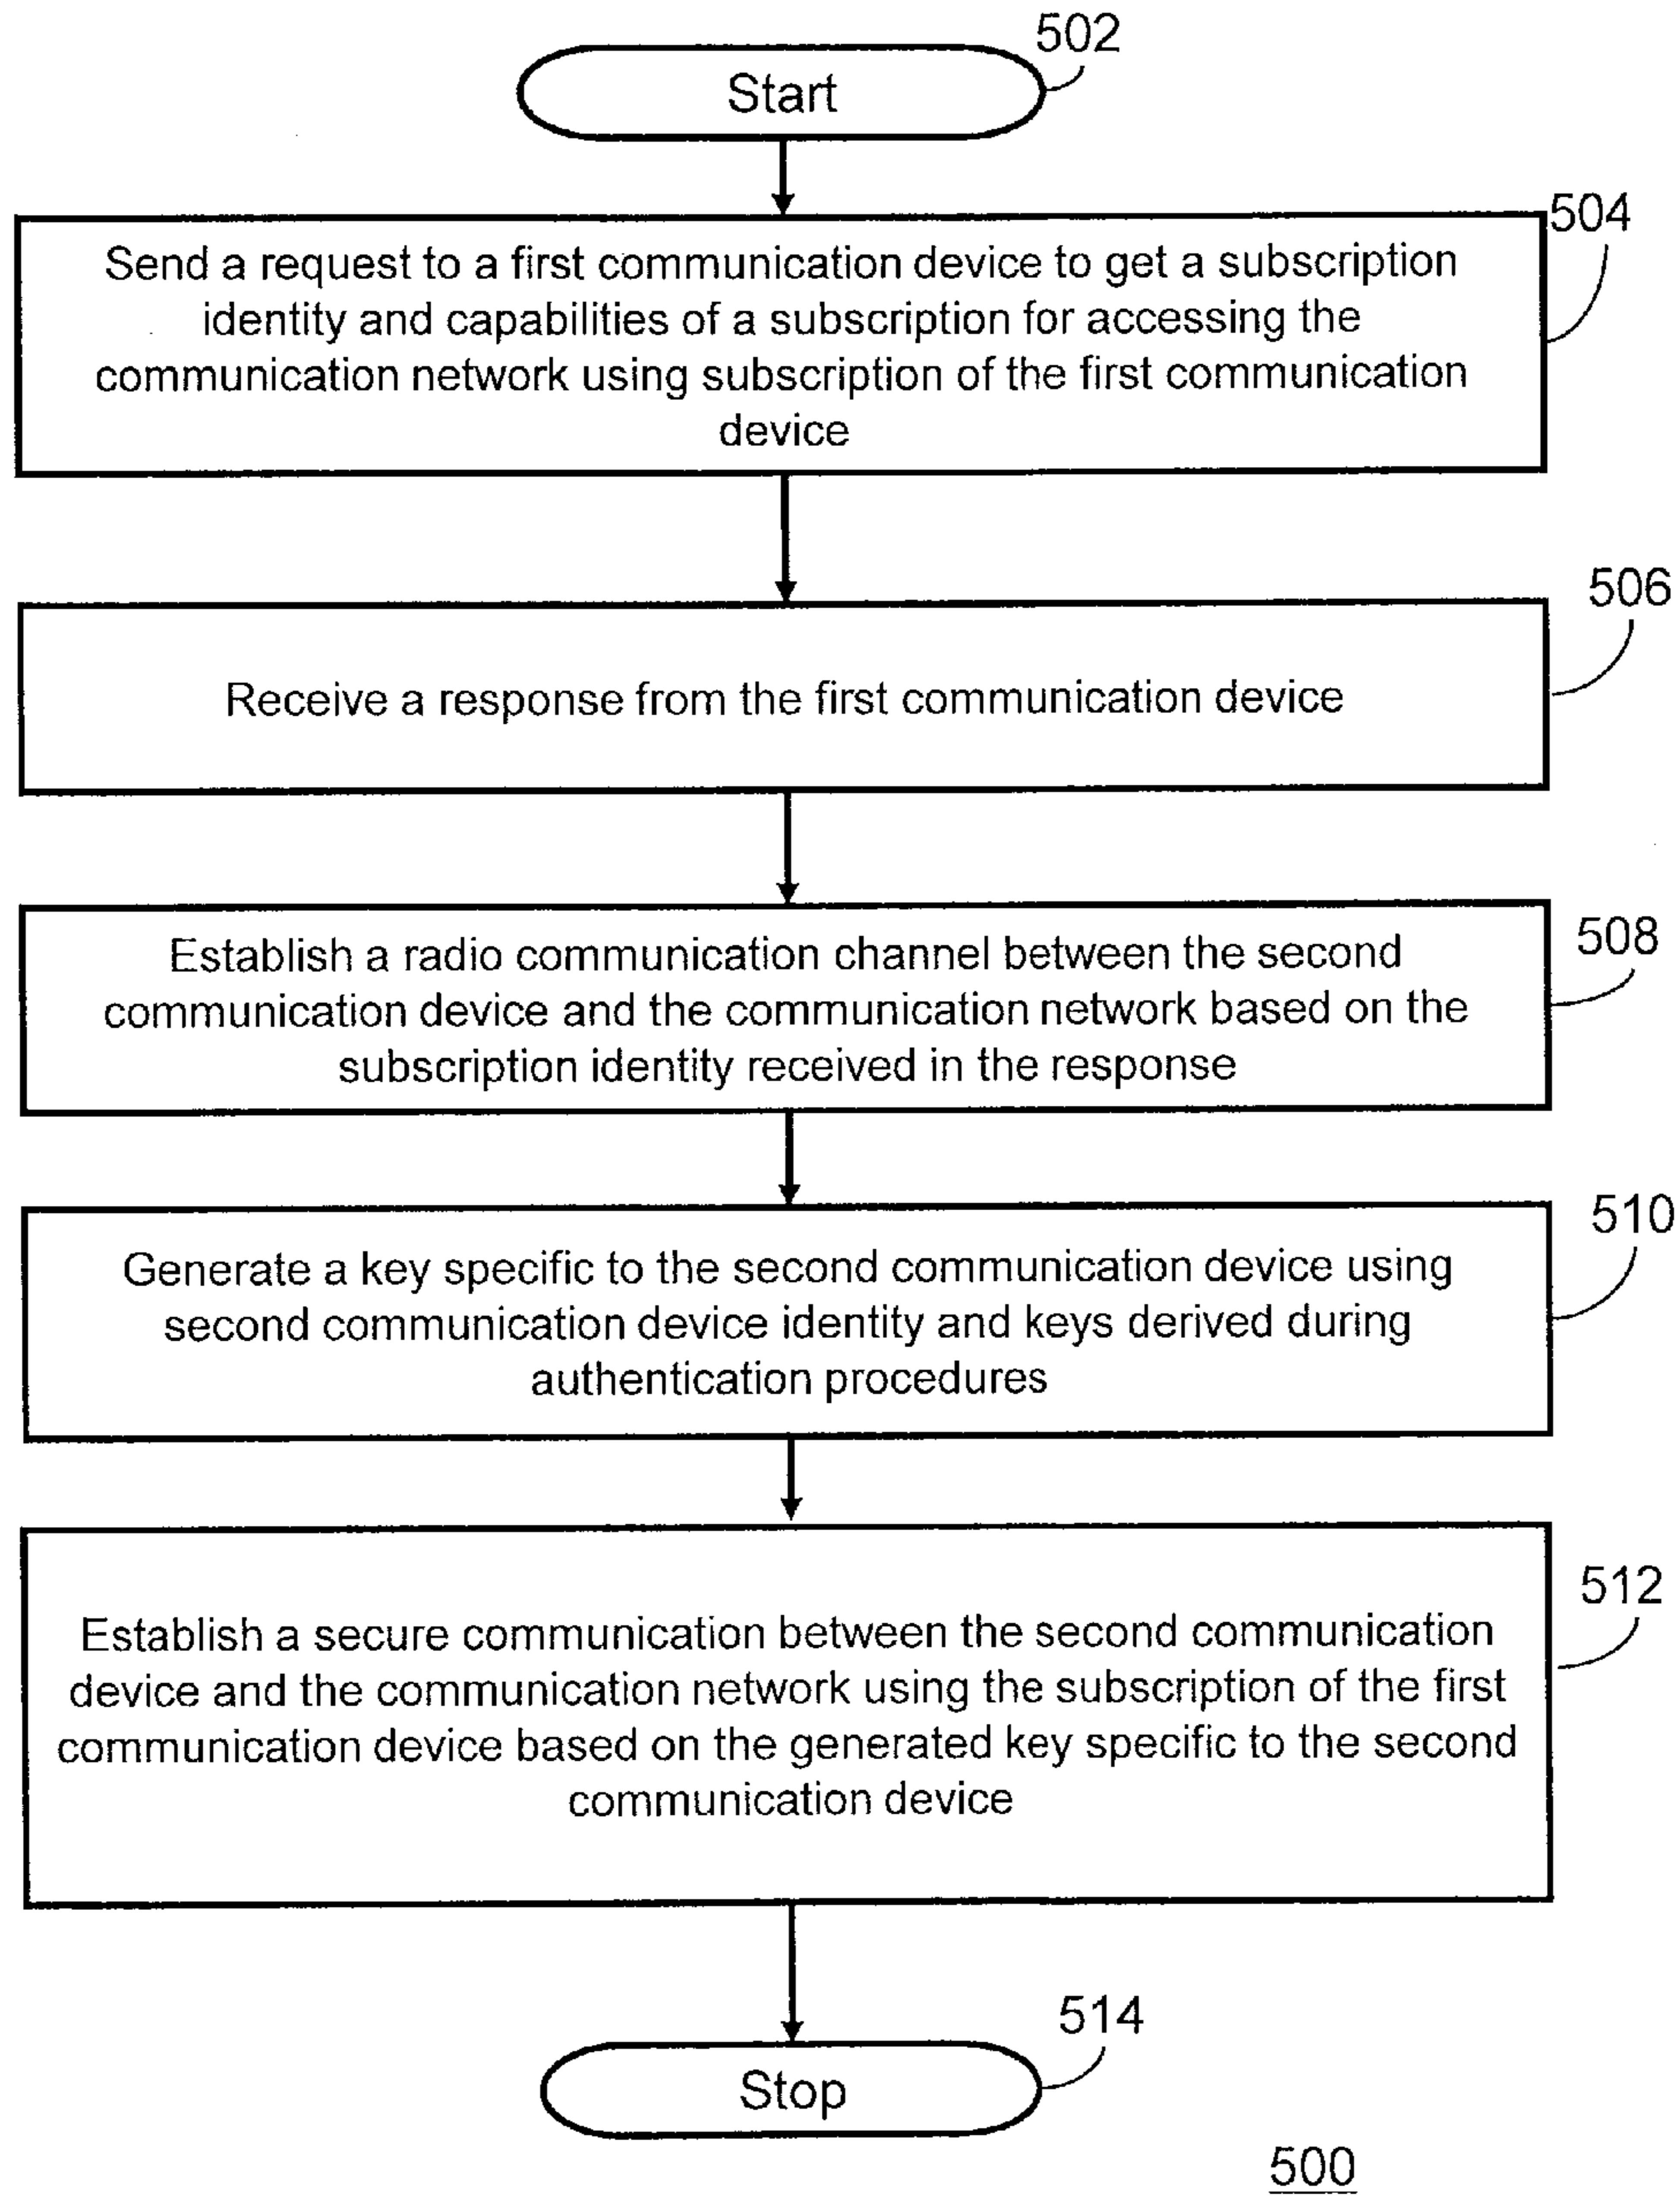 502
Start
504
Send a request to a first communication device to get a subscription
identity and capabilities of a subscription for accessing the
communication network using subscription of the first communication
device
506
Receive a response from the first communication device
508
Establish a radio communication channel between the second
communication device and the communication network based on the
subscription identity received in the response
510
Generate a key specific to the second communication device using
second communication device identity and keys derived during
authentication procedures
512
Establish a secure communication between the second communication
device and the communication network using the subscription of the first
communication device based on the generated key specific to the second
communication device
514
Stop
500